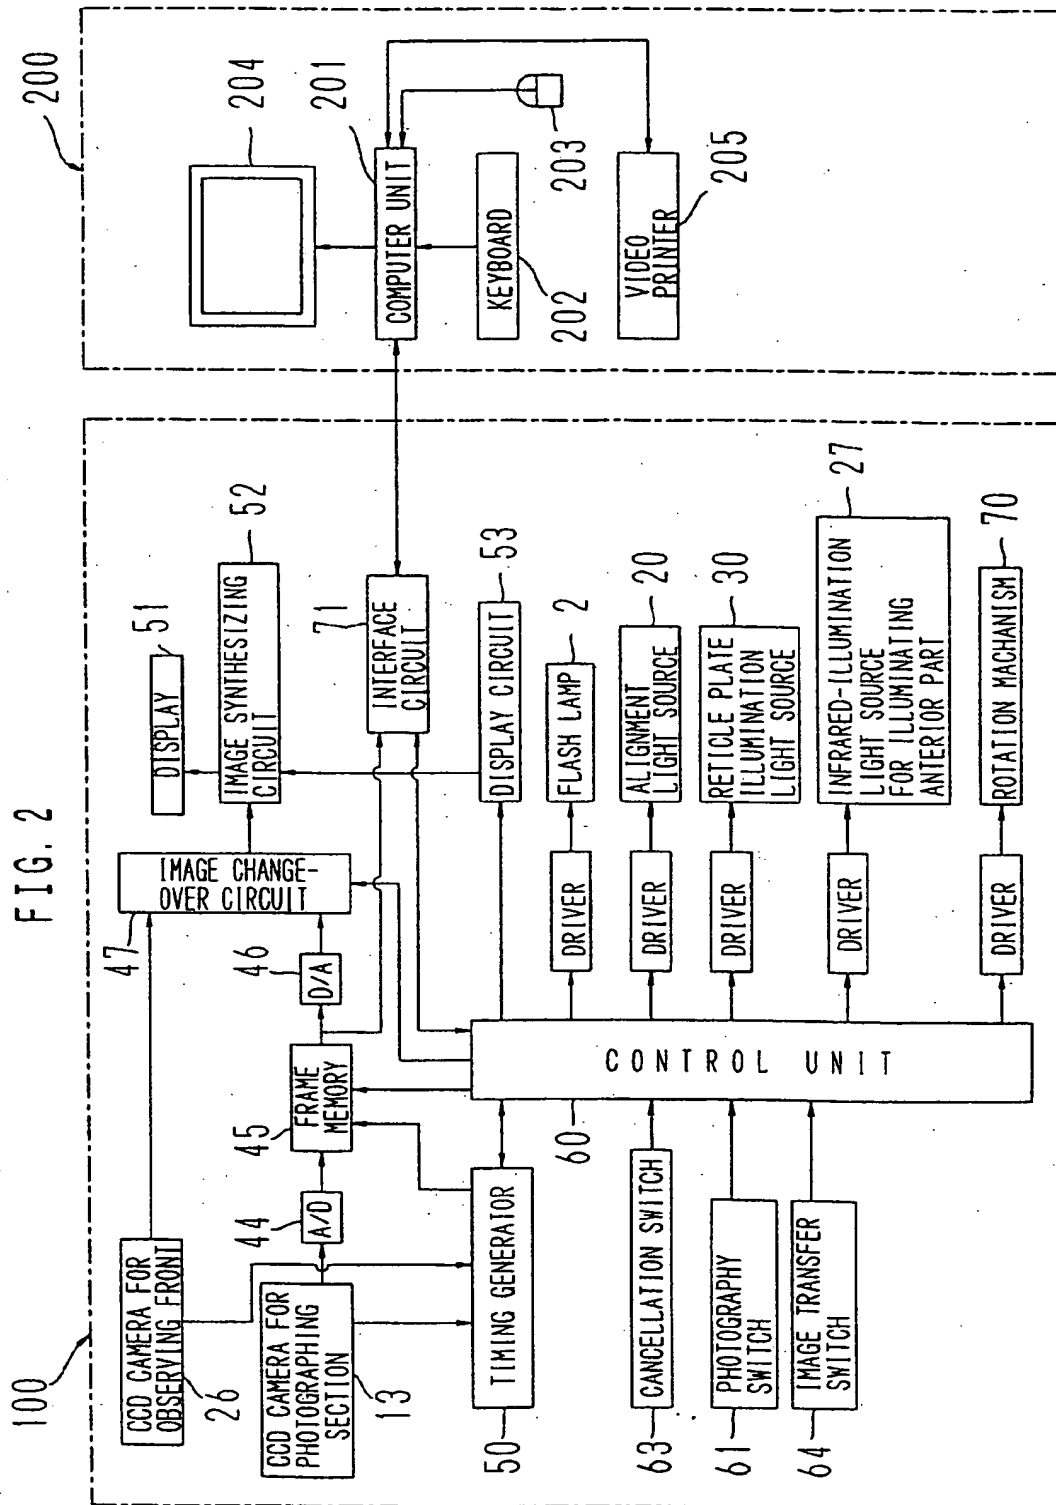 FIG. 2
100
CCD CAMERA FOR
OBSERVING FRONT
26
CCD CAMERA FOR
PHOTOGRAPHING
SECTION
13
44
A/D
45
FRAME
MEMORY
46
D/A
47
IMAGE CHANGE-
OVER CIRCUIT
DISPLAY
51
IMAGE SYNTHESIZING
CIRCUIT
52
71
INTERFACE
CIRCUIT
DISPLAY CIRCUIT
53
TIMING GENERATOR
50
CONTROL UNIT
60
CANCELLATION SWITCH
63
PHOTOGRAPHY
SWITCH
61
IMAGE TRANSFER
SWITCH
64
DRIVER
FLASH LAMP
2
DRIVER
ALIGNMENT
LIGHT SOURCE
20
DRIVER
RETICLE PLATE
ILLUMINATION
LIGHT SOURCE
30
DRIVER
INFRARED-ILLUMINATION
LIGHT SOURCE
FOR ILLUMINATING
ANTERIOR PART
27
DRIVER
ROTATION MACHANISM
70
200
204
201
COMPUTER UNIT
KEYBOARD
202
203
VIDEO
PRINTER
205